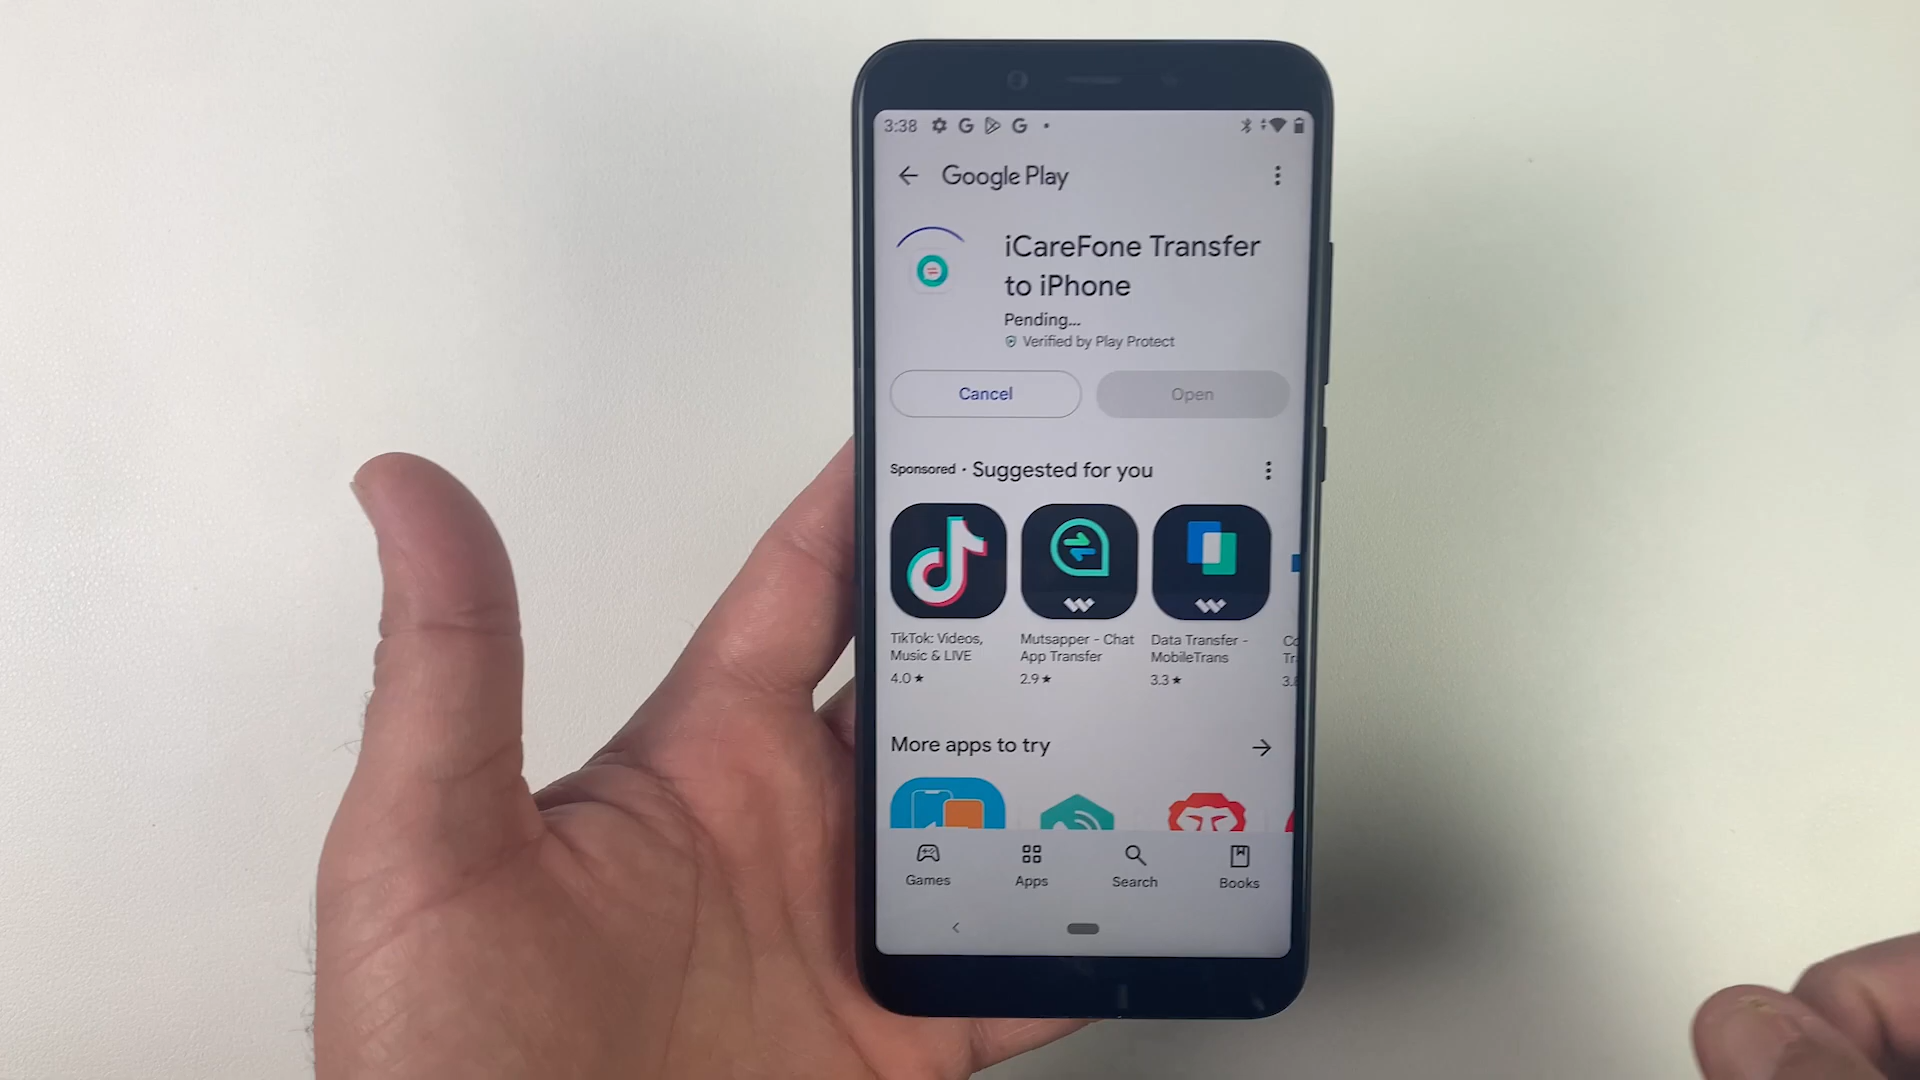 3:38
Google Play
iCareFone Transfer
to iPhone
Pending...
Verified by Play Protect
Cancel
Open
Sponsored · Suggested for you
TikTok: Videos,
Music & LIVE
4.0 ★
Mutsapper - Chat
App Transfer
2.9 ★
Data Transfer -
MobileTrans
3.3 ★
More apps to try
Games
Apps
Search
Books